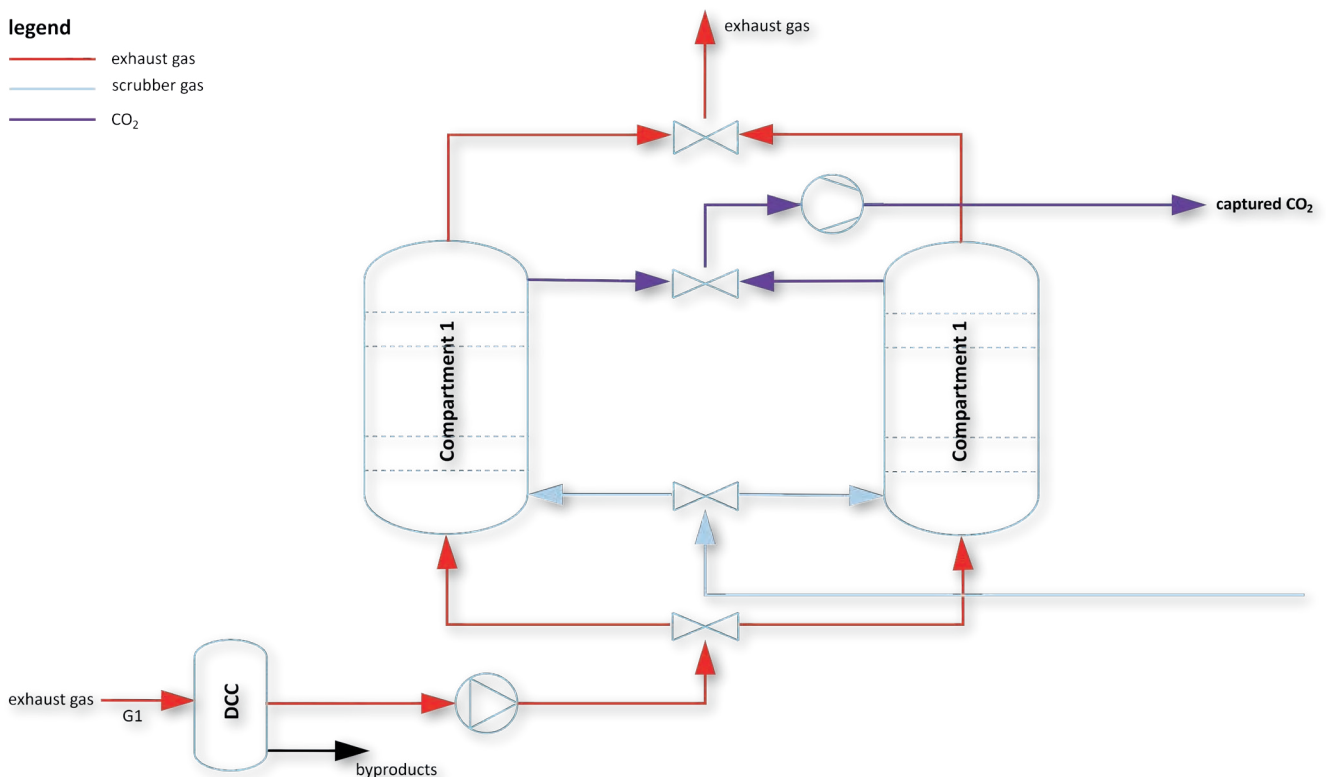 legend
exhaust gas
scrubber gas
CO₂
exhaust gas
captured CO₂
Compartment 1
Compartment 1
exhaust gas
G1
DCC
byproducts